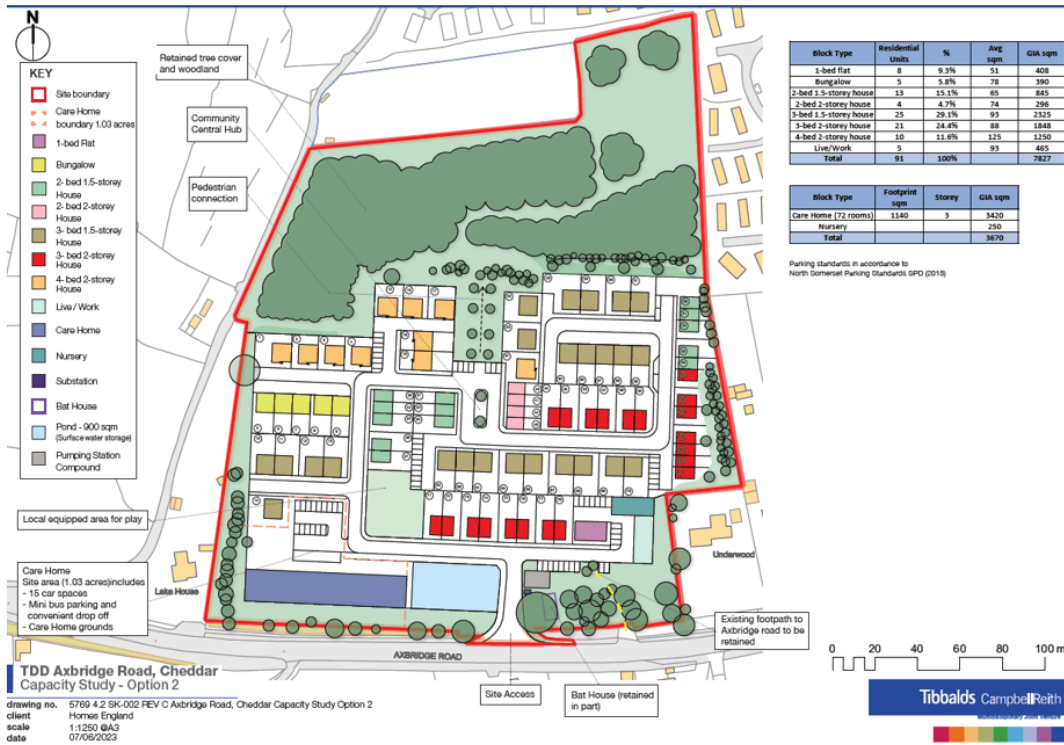 N
KEY
Site boundary
Care Home
boundary 1.03 acres
1-bed Flat
Bungalow
2- bed 1.5-storey
House
2- bed 2-storey
House
3- bed 1.5-storey
House
3- bed 2-storey
House
4- bed 2-storey
House
Live / Work
Care Home
Nursery
Substation
Bat House
Pond - 900 sqm
(Surface water storage)
Pumping Station
Compound
Retained tree cover
and woodland
Community
Central Hub
Pedestrian
connection
Local equipped area for play
Care Home
Site area (1.03 acres)includes
- 15 car spaces
- Mini bus parking and
convenient drop off
- Care Home grounds
Lake House
Underwood
AXBRIDGE ROAD
Site Access
Bat House (retained
in part)
Existing footpath to
Axbridge road to be
retained
Block Type Residential Units % Avg sqm GIA sqm
1-bed flat 8 9.3% 51 408
Bungalow 5 5.8% 78 390
2-bed 1.5-storey house 13 15.1% 65 845
2-bed 2-storey house 4 4.7% 74 296
3-bed 1.5-storey house 25 29.1% 93 2325
3-bed 2-storey house 21 24.4% 88 1848
4-bed 2-storey house 10 11.6% 125 1250
Live/Work 5 93 465
Total 91 100% 7827
Block Type Footprint sqm Storey GIA sqm
Care Home (72 rooms) 1140 3 3420
Nursery 250
Total 3670
Parking standards in accordance to
North Somerset Parking Standards SPD (2018)
0 20 40 60 80 100 m
TDD Axbridge Road, Cheddar
Capacity Study - Option 2
drawing no. 5769 4.2 SK-002 REV C Axbridge Road, Cheddar Capacity Study Option 2
client Homes England
scale 1:1250 @A3
date 07/06/2023
Tibbalds CampbellReith
Multidisciplinary Joint Venture